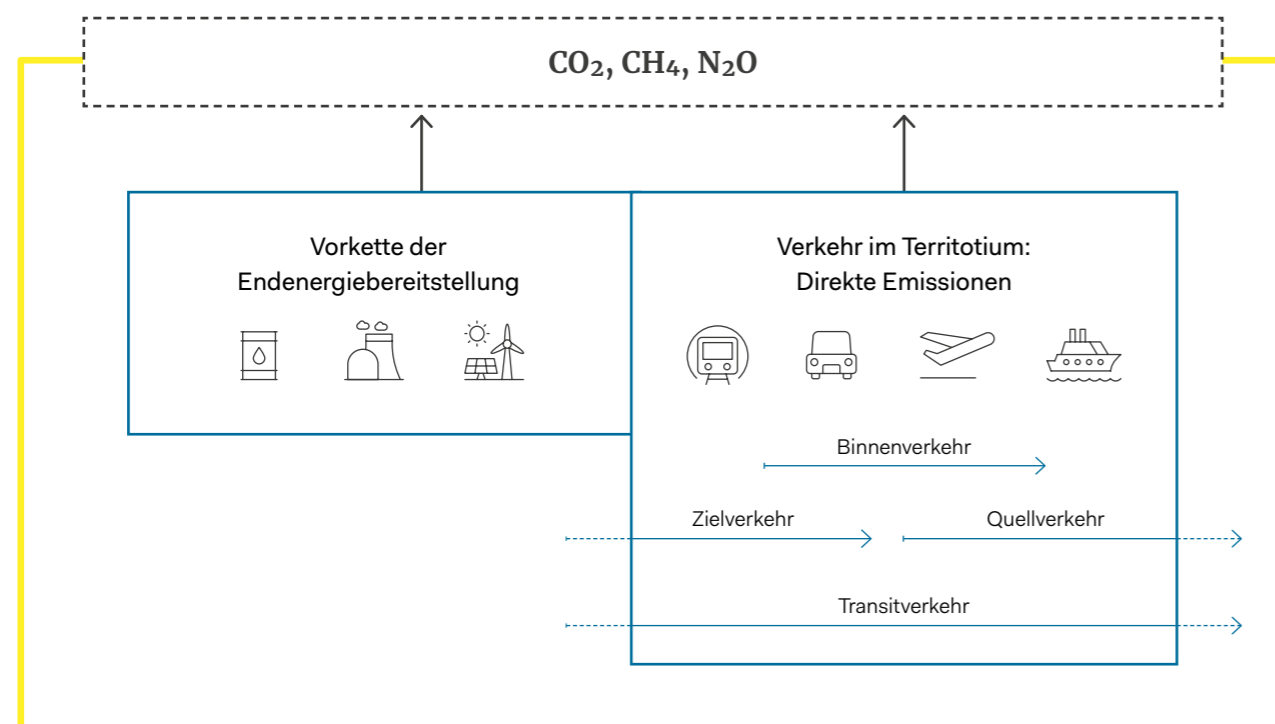 CO₂, CH₄, N₂O
Vorkette der
Endenergiebereitstellung
Verkehr im Territotium:
Direkte Emissionen
Binnenverkehr
Zielverkehr
Quellverkehr
Transitverkehr